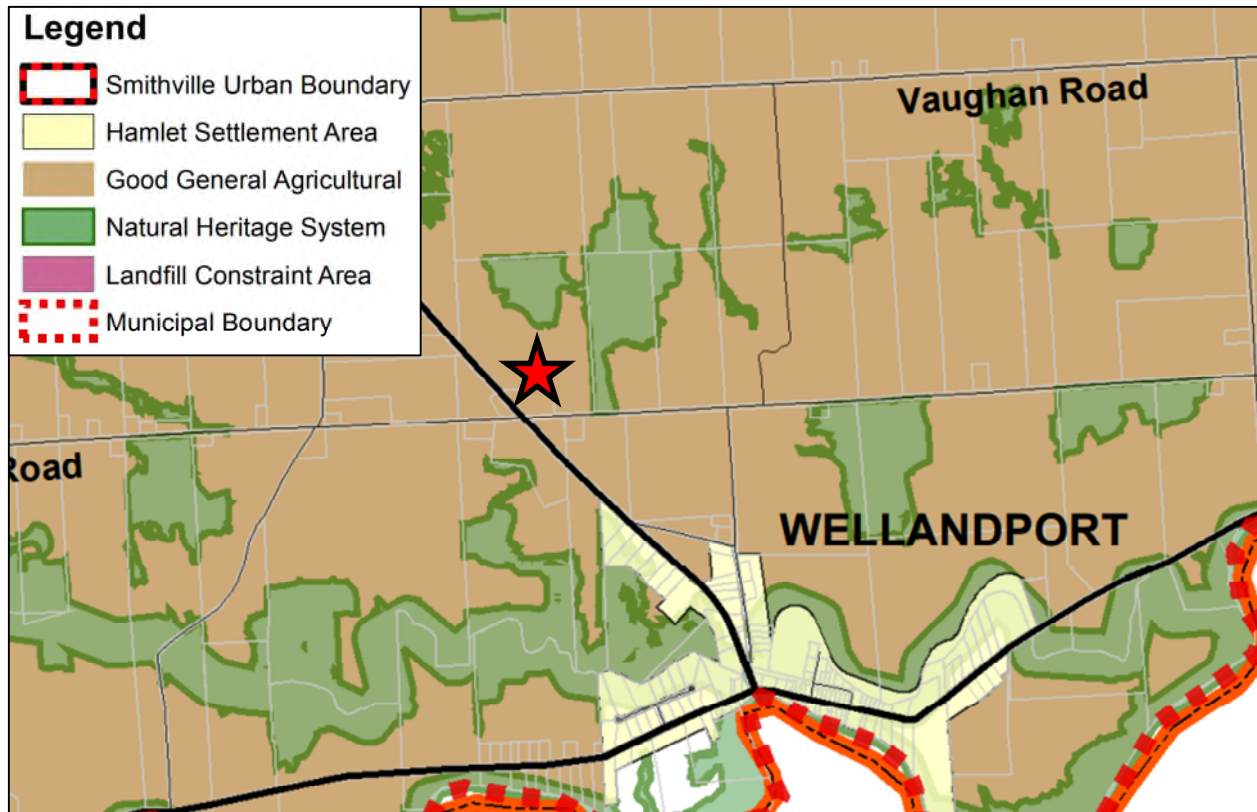 Legend
Smithville Urban Boundary
Hamlet Settlement Area
Good General Agricultural
Natural Heritage System
Landfill Constraint Area
Municipal Boundary
Vaughan Road
Road
WELLANDPORT